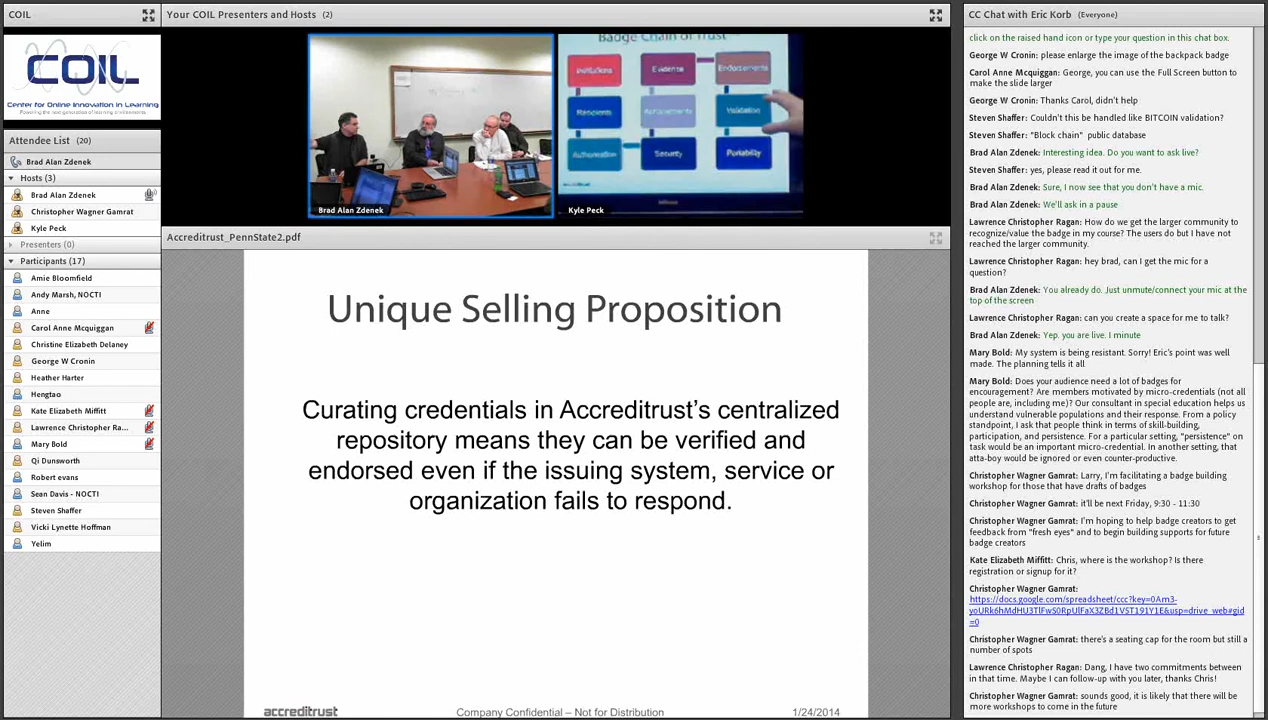 COIL
COIL
Center for Online Innovation in Learning
Attendee List (20)
Brad Alan Zdenek
Hosts (3)
Brad Alan Zdenek
Christopher Wagner Gamrat
Kyle Peck
Presenters (0)
Participants (17)
Amie Bloomfield
Andy Marsh, NOCTI
Anne
Carol Anne Mcquiggan
Christine Elizabeth Delaney
George W Cronin
Heather Harter
Hengtao
Kate Elizabeth Miffitt
Lawrence Christopher Ra...
Mary Bold
Qi Dunsworth
Robert evans
Sean Davis - NOCTI
Steven Shaffer
Vicki Lynette Hoffman
Yelim
Your COIL Presenters and Hosts (2)
Brad Alan Zdenek
Badge Chain of Trust
Institutions
Evidence
Endorsements
Recipients
Achievements
Validation
Authentication
Security
Portability
Kyle Peck
Accreditrust_PennState2.pdf
Unique Selling Proposition
Curating credentials in Accreditrust's centralized
repository means they can be verified and
endorsed even if the issuing system, service or
organization fails to respond.
accreditrust
Company Confidential – Not for Distribution
1/24/2014
CC Chat with Eric Korb (Everyone)
click on the raised hand icon or type your question in this chat box.
George W Cronin: please enlarge the image of the backpack badge
Carol Anne Mcquiggan: George, you can use the Full Screen button to
make the slide larger
George W Cronin: Thanks Carol, didn't help
Steven Shaffer: Couldn't this be handled like BITCOIN validation?
Steven Shaffer: "Block chain" public database
Brad Alan Zdenek: Interesting idea. Do you want to ask live?
Steven Shaffer: yes, please read it out for me.
Brad Alan Zdenek: Sure, I now see that you don't have a mic.
Brad Alan Zdenek: We'll ask in a pause
Lawrence Christopher Ragan: How do we get the larger community to
recognize/value the badge in my course? The users do but I have not
reached the larger community.
Lawrence Christopher Ragan: hey brad, can I get the mic for a
question?
Brad Alan Zdenek: You already do. Just unmute/connect your mic at the
top of the screen
Lawrence Christopher Ragan: can you create a space for me to talk?
Brad Alan Zdenek: Yep. you are live. I minute
Mary Bold: My system is being resistant. Sorry! Eric's point was well
made. The planning tells it all
Mary Bold: Does your audience need a lot of badges for
encouragement? Are members motivated by micro-credentials (not all
people are, including me)? Our consultant in special education helps us
understand vulnerable populations and their response. From a policy
standpoint, I ask that people think in terms of skill-building,
participation, and persistence. For a particular setting, "persistence" on
task would be an important micro-credential. In another setting, that
atta-boy would be ignored or even counter-productive.
Christopher Wagner Gamrat: Larry, I'm facilitating a badge building
workshop for those that have drafts of badges
Christopher Wagner Gamrat: it'll be next Friday, 9:30 - 11:30
Christopher Wagner Gamrat: I'm hoping to help badge creators to get
feedback from "fresh eyes" and to begin building supports for future
badge creators
Kate Elizabeth Miffitt: Chris, where is the workshop? Is there
registration or signup for it?
Christopher Wagner Gamrat:
https://docs.google.com/spreadsheet/ccc?key=0Am3-
yoURk6hMdHU3TlFwS0RpUlFaX3ZBd1VST191Y1E&usp=drive_web#gid
=0
Christopher Wagner Gamrat: there's a seating cap for the room but still a
number of spots
Lawrence Christopher Ragan: Dang, I have two commitments between
in that time. Maybe I can follow-up with you later, thanks Chris!
Christopher Wagner Gamrat: sounds good, it is likely that there will be
more workshops to come in the future